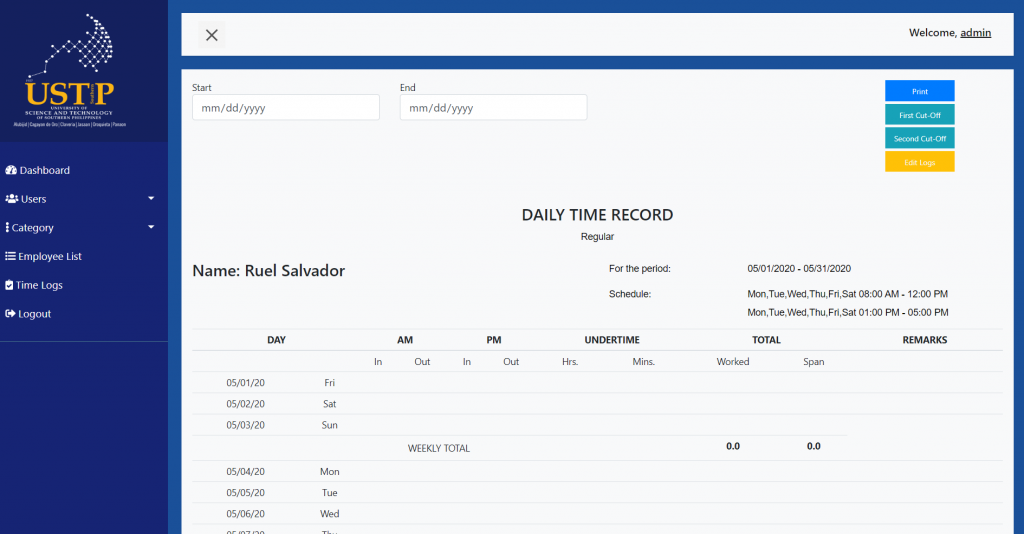 USTP
UNIVERSITY OF
SCIENCE AND TECHNOLOGY
OF SOUTHERN PHILIPPINES
Alubijid | Cagayan de Oro | Claveria | Jasaan | Oroquieta | Panaon
Dashboard
Users
Category
Employee List
Time Logs
Logout
Welcome, admin
Start End
mm/dd/yyyy mm/dd/yyyy
Print
First Cut-Off
Second Cut-Off
Edit Logs
DAILY TIME RECORD
Regular
Name: Ruel Salvador
For the period: 05/01/2020 - 05/31/2020
Schedule: Mon,Tue,Wed,Thu,Fri,Sat 08:00 AM - 12:00 PM
Mon,Tue,Wed,Thu,Fri,Sat 01:00 PM - 05:00 PM
DAY AM PM UNDERTIME TOTAL REMARKS
In Out In Out Hrs. Mins. Worked Span
05/01/20 Fri
05/02/20 Sat
05/03/20 Sun
WEEKLY TOTAL 0.0 0.0
05/04/20 Mon
05/05/20 Tue
05/06/20 Wed
05/07/20 Thu